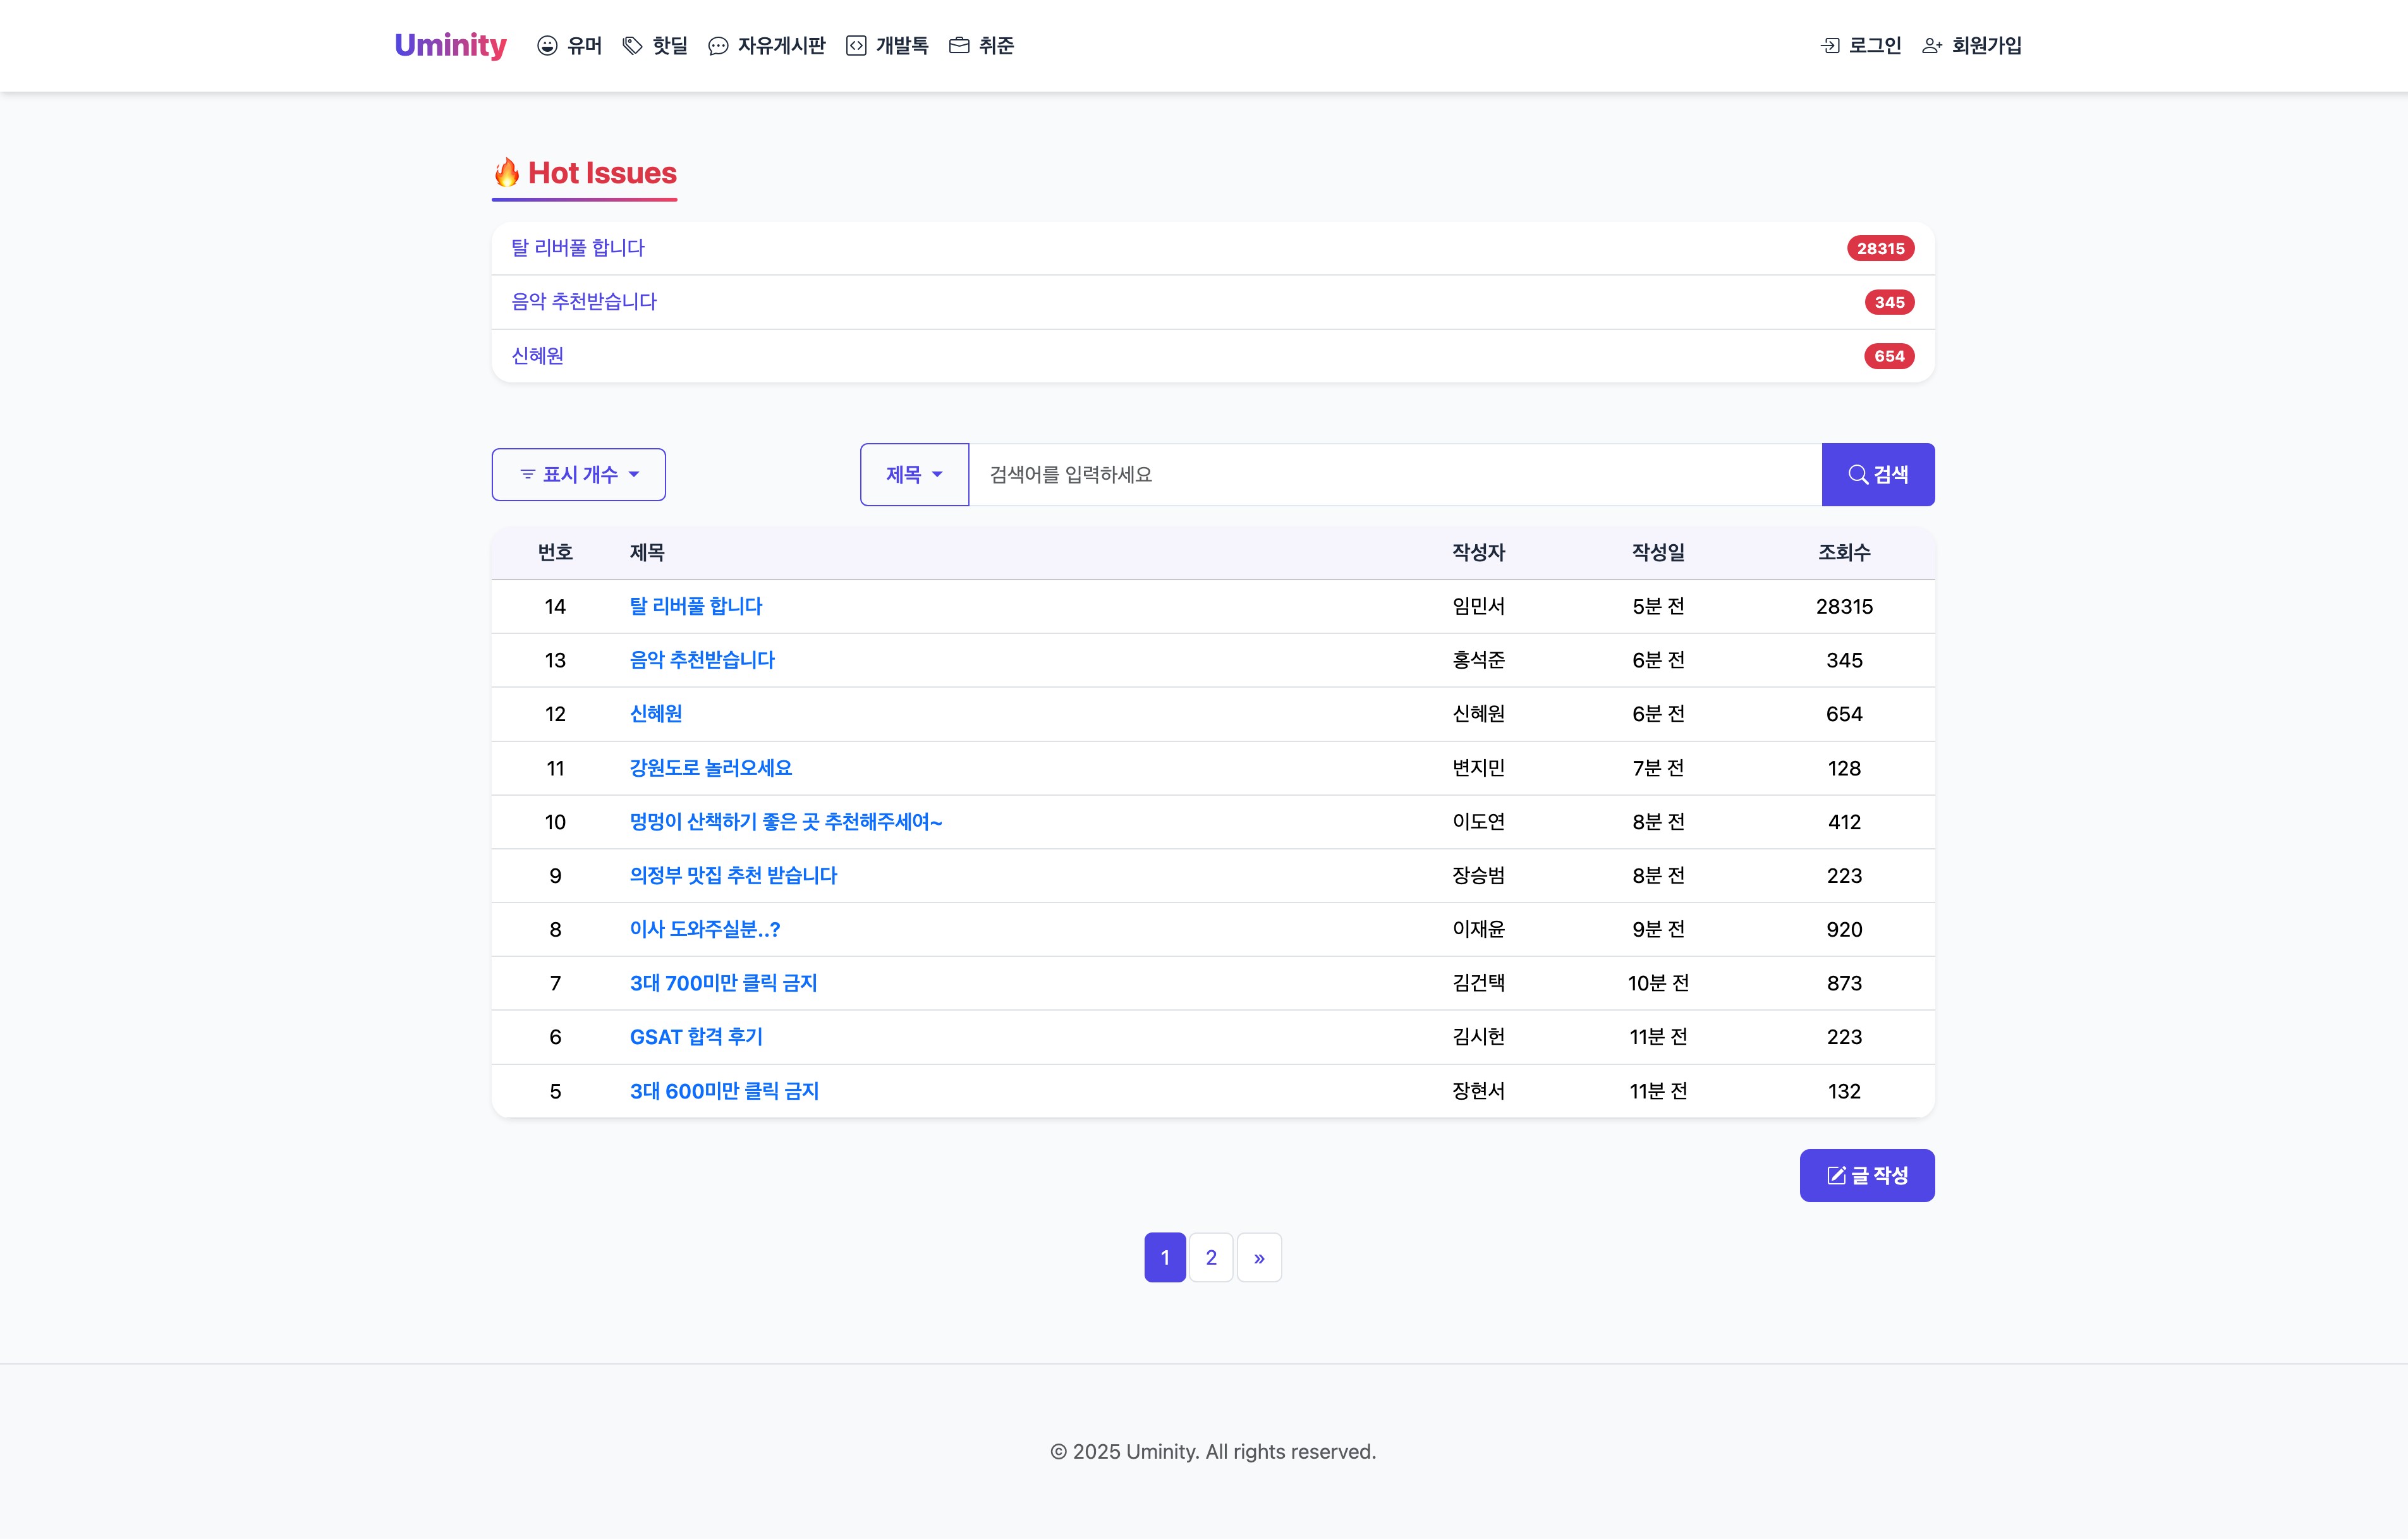 Uminity 유머 핫딜 자유게시판 개발톡 취준 로그인 회원가입
🔥 Hot Issues
탈 리버풀 합니다 28315
음악 추천받습니다 345
신혜원 654
표시 개수 제목 검색어를 입력하세요 검색
번호 제목 작성자 작성일 조회수
14 탈 리버풀 합니다 임민서 5분 전 28315
13 음악 추천받습니다 홍석준 6분 전 345
12 신혜원 신혜원 6분 전 654
11 강원도로 놀러오세요 변지민 7분 전 128
10 멍멍이 산책하기 좋은 곳 추천해주세여~ 이도연 8분 전 412
9 의정부 맛집 추천 받습니다 장승범 8분 전 223
8 이사 도와주실분..? 이재윤 9분 전 920
7 3대 700미만 클릭 금지 김건택 10분 전 873
6 GSAT 합격 후기 김시헌 11분 전 223
5 3대 600미만 클릭 금지 장현서 11분 전 132
글 작성
1 2 »
© 2025 Uminity. All rights reserved.